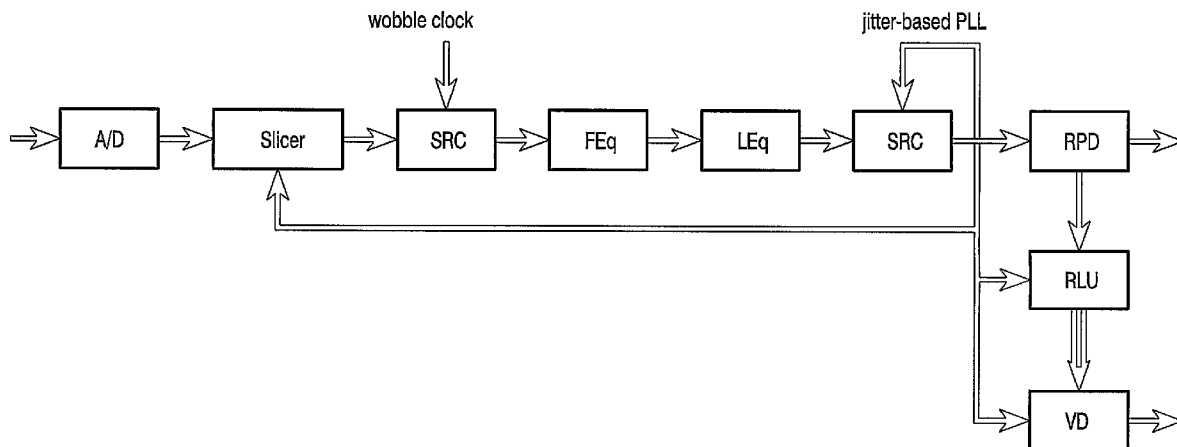 wobble clock
jitter-based PLL
A/D
Slicer
SRC
FEq
LEq
SRC
RPD
RLU
VD